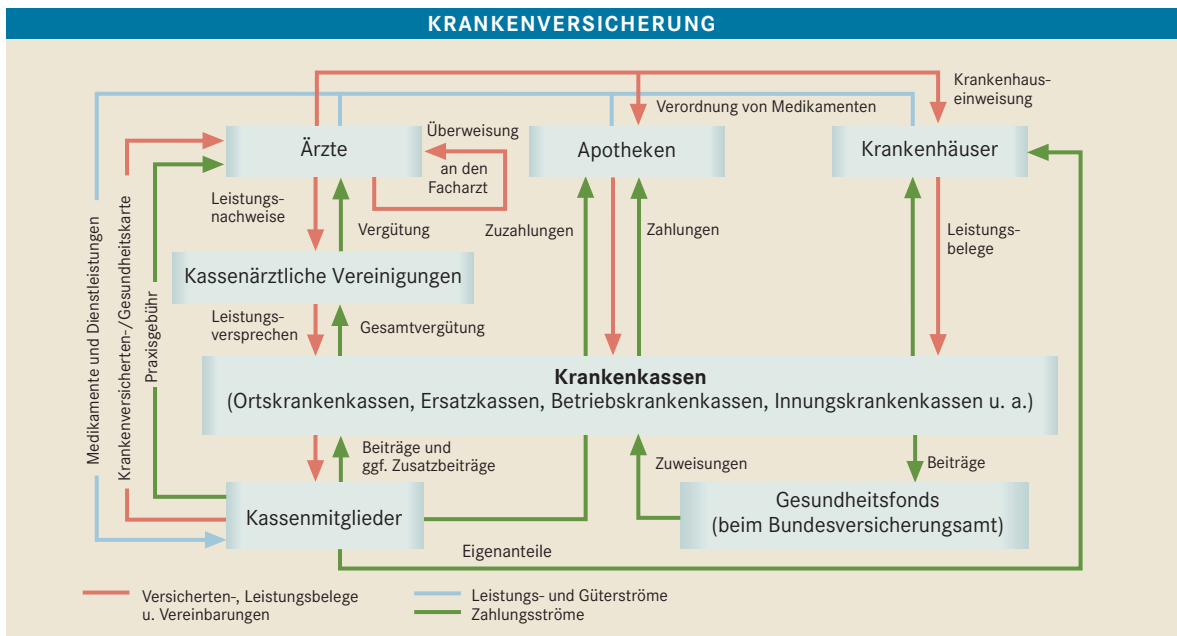 KRANKENVERSICHERUNG
Krankenhaus-
einweisung
Verordnung von Medikamenten
Überweisung
an den
Facharzt
Ärzte
Apotheken
Krankenhäuser
Leistungs-
nachweise
Vergütung
Zuzahlungen
Zahlungen
Leistungs-
belege
Kassenärztliche Vereinigungen
Leistungs-
versprechen
Gesamtvergütung
Medikamente und Dienstleistungen
Krankenversicherten-/Gesundheitskarte
Praxisgebühr
Krankenkassen
(Ortskrankenkassen, Ersatzkassen, Betriebskrankenkassen, Innungskrankenkassen u. a.)
Beiträge und
ggf. Zusatzbeiträge
Zuweisungen
Beiträge
Kassenmitglieder
Gesundheitsfonds
(beim Bundesversicherungsamt)
Eigenanteile
Versicherten-, Leistungsbelege
u. Vereinbarungen
Leistungs- und Güterströme
Zahlungsströme